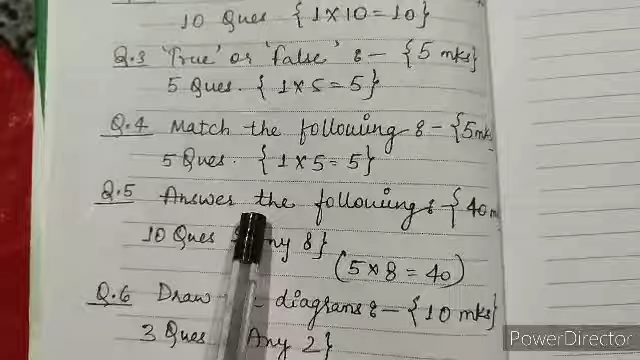 10 Ques {1×10=10}
Q.3 'True' or 'false' :- {5 mks}
5 Ques. {1×5=5}
Q.4 Match the following :- {5mks
5 Ques. {1×5=5}
Q.5 Answer the following : {40 m
10 Ques 8}
(5×8=40)
Q.6 Draw diagrams :- {10 mks}
3 Ques Any 2}
PowerDirector